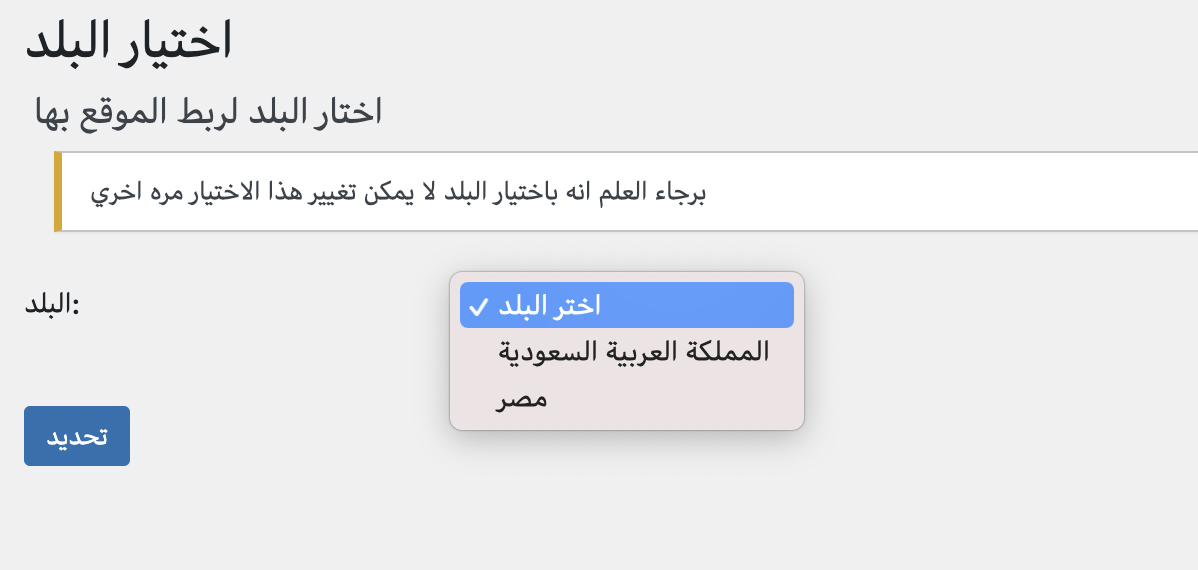 اختيار البلد
اختار البلد لربط الموقع بها
برجاء العلم انه باختيار البلد لا يمكن تغيير هذا الاختيار مره اخري
البلد:
✓ اختر البلد
المملكة العربية السعودية
مصر
تحديد